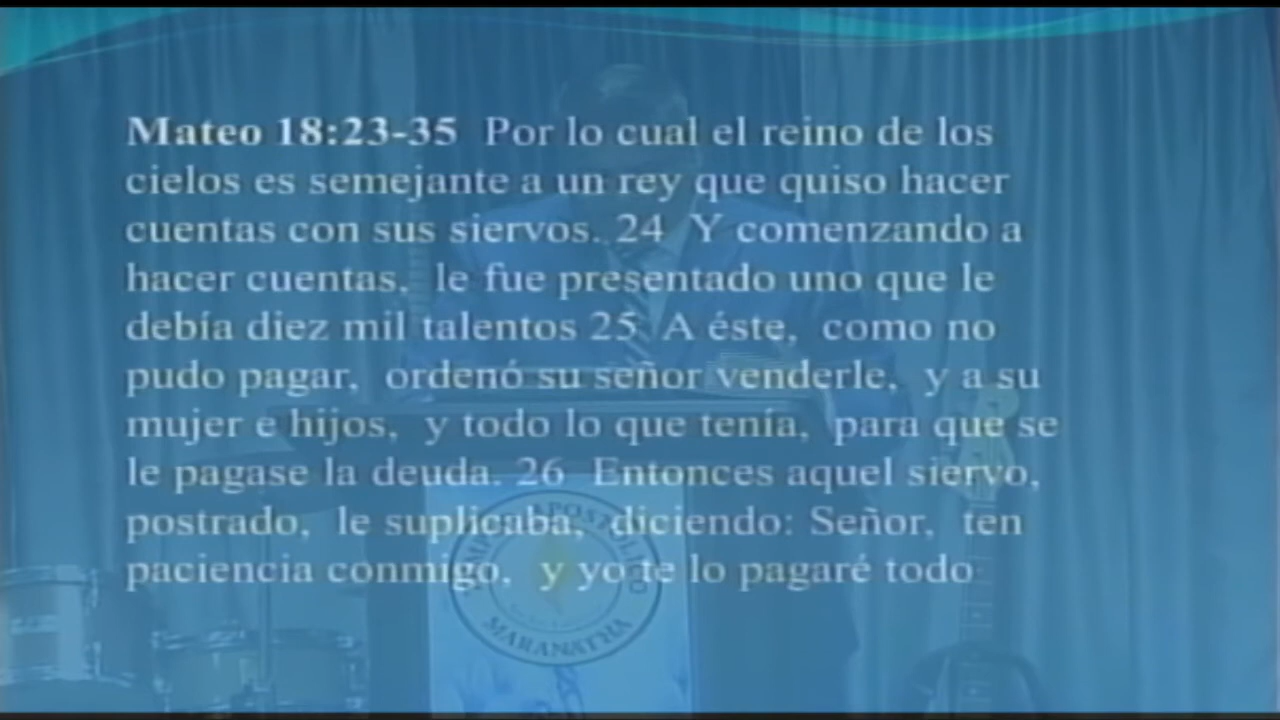 Mateo 18:23-35 Por lo cual el reino de los
cielos es semejante a un rey que quiso hacer
cuentas con sus siervos. 24 Y comenzando a
hacer cuentas, le fue presentado uno que le
debía diez mil talentos 25 A éste, como no
pudo pagar, ordenó su señor venderle, y a su
mujer e hijos, y todo lo que tenía, para que se
le pagase la deuda. 26 Entonces aquel siervo,
postrado, le suplicaba, diciendo: Señor, ten
paciencia conmigo, y yo te lo pagaré todo
APOSTOLICO
MARANATHA